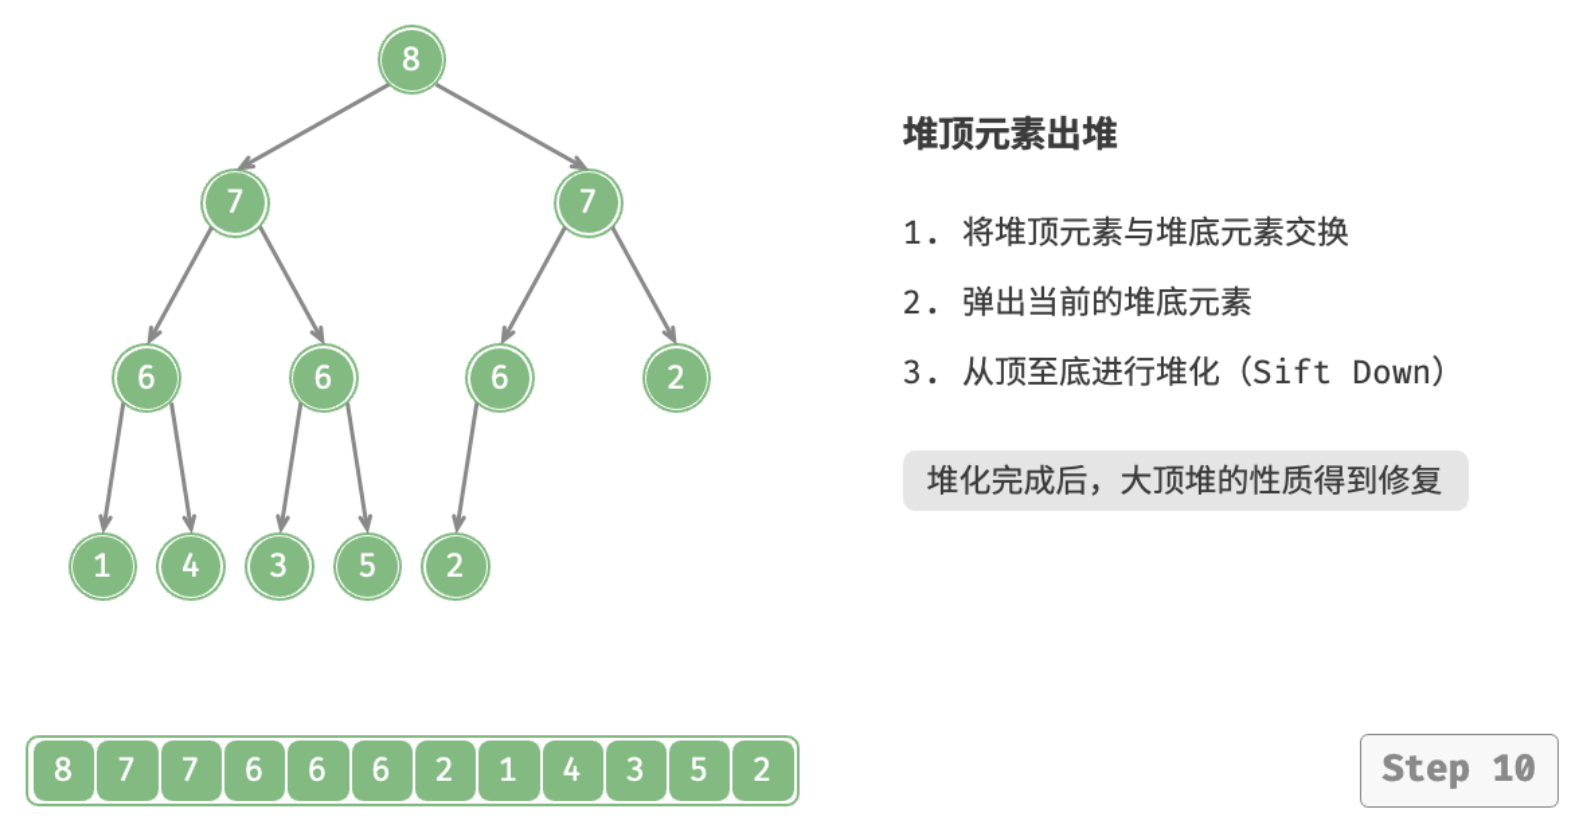 8
堆顶元素出堆
7 7
1. 将堆顶元素与堆底元素交换
2. 弹出当前的堆底元素
6 6 6 2
3. 从顶至底进行堆化（Sift Down）
堆化完成后，大顶堆的性质得到修复
1 4 3 5 2
8 7 7 6 6 6 2 1 4 3 5 2
Step 10